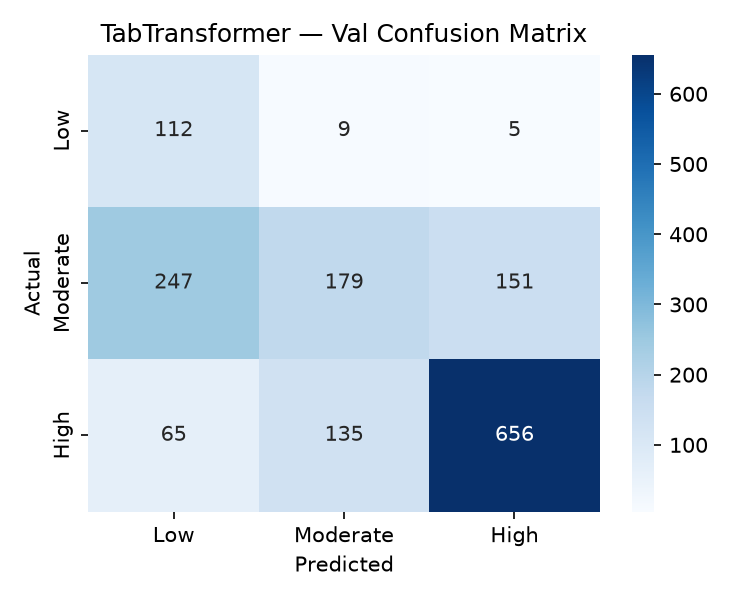 TabTransformer — Val Confusion Matrix
Actual
Low
112
9
5
Moderate
247
179
151
High
65
135
656
Low
Moderate
High
Predicted
600
500
400
300
200
100